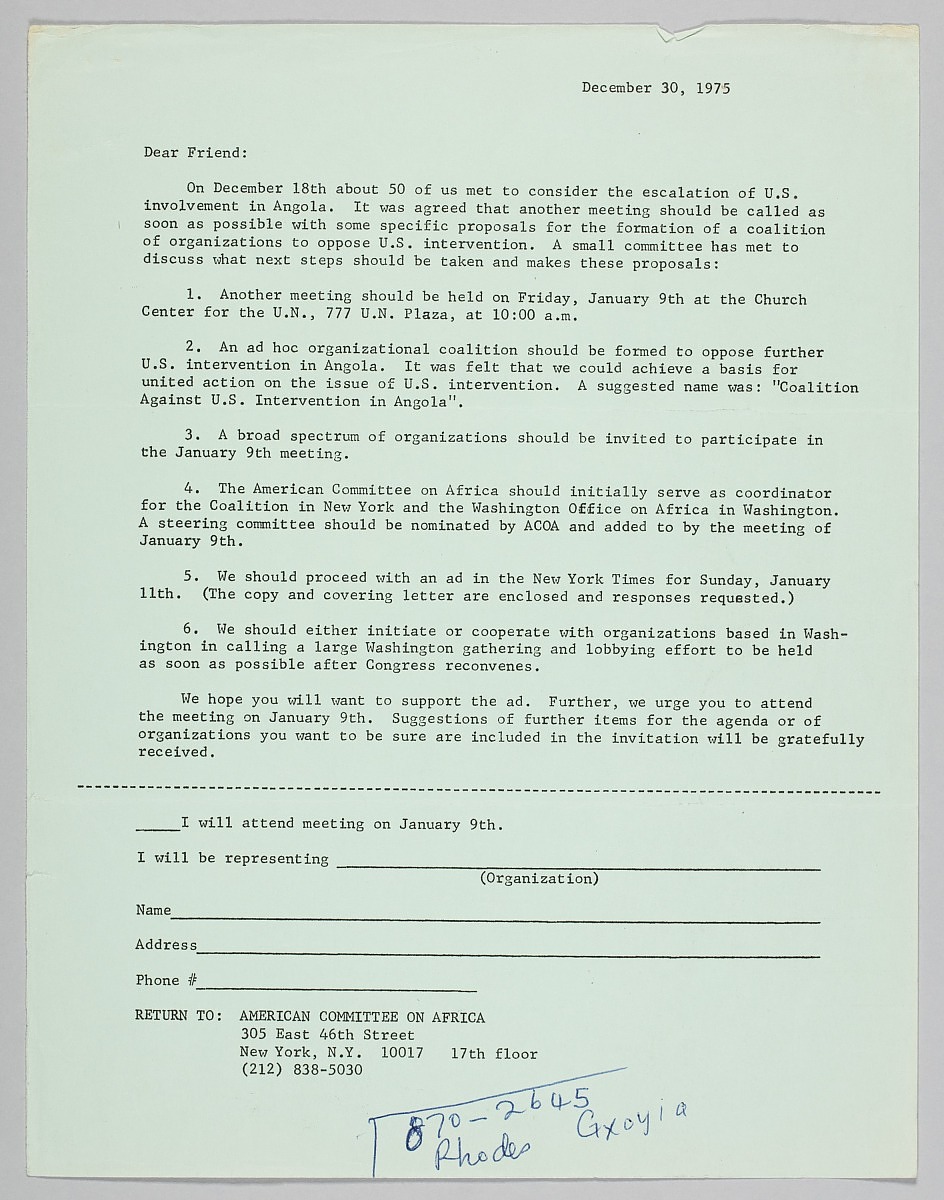 December 30, 1975
Dear Friend:
On December 18th about 50 of us met to consider the escalation of U.S.
involvement in Angola. It was agreed that another meeting should be called as
soon as possible with some specific proposals for the formation of a coalition
of organizations to oppose U.S. intervention. A small committee has met to
discuss what next steps should be taken and makes these proposals:
1. Another meeting should be held on Friday, January 9th at the Church
Center for the U.N., 777 U.N. Plaza, at 10:00 a.m.
2. An ad hoc organizational coalition should be formed to oppose further
U.S. intervention in Angola. It was felt that we could achieve a basis for
united action on the issue of U.S. intervention. A suggested name was: "Coalition
Against U.S. Intervention in Angola".
3. A broad spectrum of organizations should be invited to participate in
the January 9th meeting.
4. The American Committee on Africa should initially serve as coordinator
for the Coalition in New York and the Washington Office on Africa in Washington.
A steering committee should be nominated by ACOA and added to by the meeting of
January 9th.
5. We should proceed with an ad in the New York Times for Sunday, January
11th. (The copy and covering letter are enclosed and responses requested.)
6. We should either initiate or cooperate with organizations based in Wash-
ington in calling a large Washington gathering and lobbying effort to be held
as soon as possible after Congress reconvenes.
We hope you will want to support the ad. Further, we urge you to attend
the meeting on January 9th. Suggestions of further items for the agenda or of
organizations you want to be sure are included in the invitation will be gratefully
received.
I will attend meeting on January 9th.
I will be representing
(Organization)
Name
Address
Phone #
RETURN TO: AMERICAN COMMITTEE ON AFRICA
305 East 46th Street
New York, N.Y. 10017 17th floor
(212) 838-5030
870-2645
Rhodes